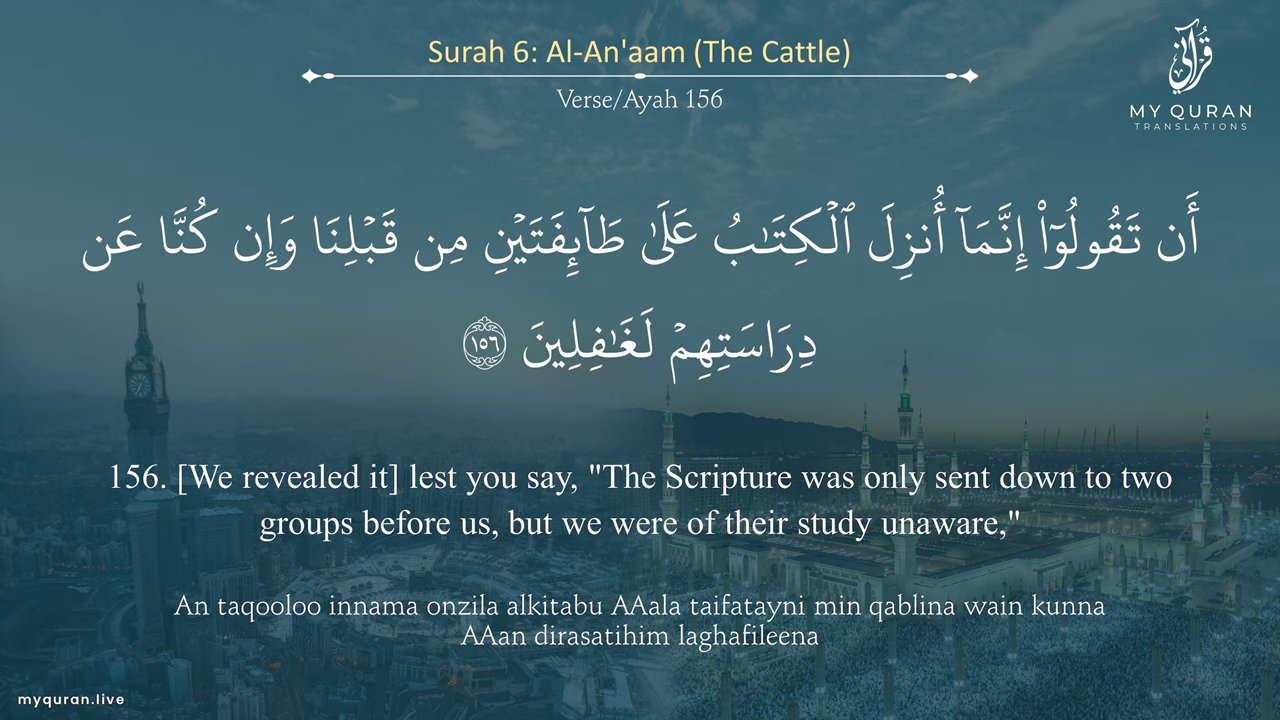 Surah 6: Al-An'aam (The Cattle)
Verse/Ayah 156
قرآني
MY QURAN
TRANSLATIONS
أَن تَقُولُوٓا۟ إِنَّمَآ أُنزِلَ ٱلْكِتَـٰبُ عَلَىٰ طَآئِفَتَيْنِ مِن قَبْلِنَا وَإِن كُنَّا عَن
دِرَاسَتِهِمْ لَغَـٰفِلِينَ ١٥٦
156. [We revealed it] lest you say, "The Scripture was only sent down to two
groups before us, but we were of their study unaware,"
An taqooloo innama onzila alkitabu AAala taifatayni min qablina wain kunna
AAan dirasatihim laghafileena
myquran.live